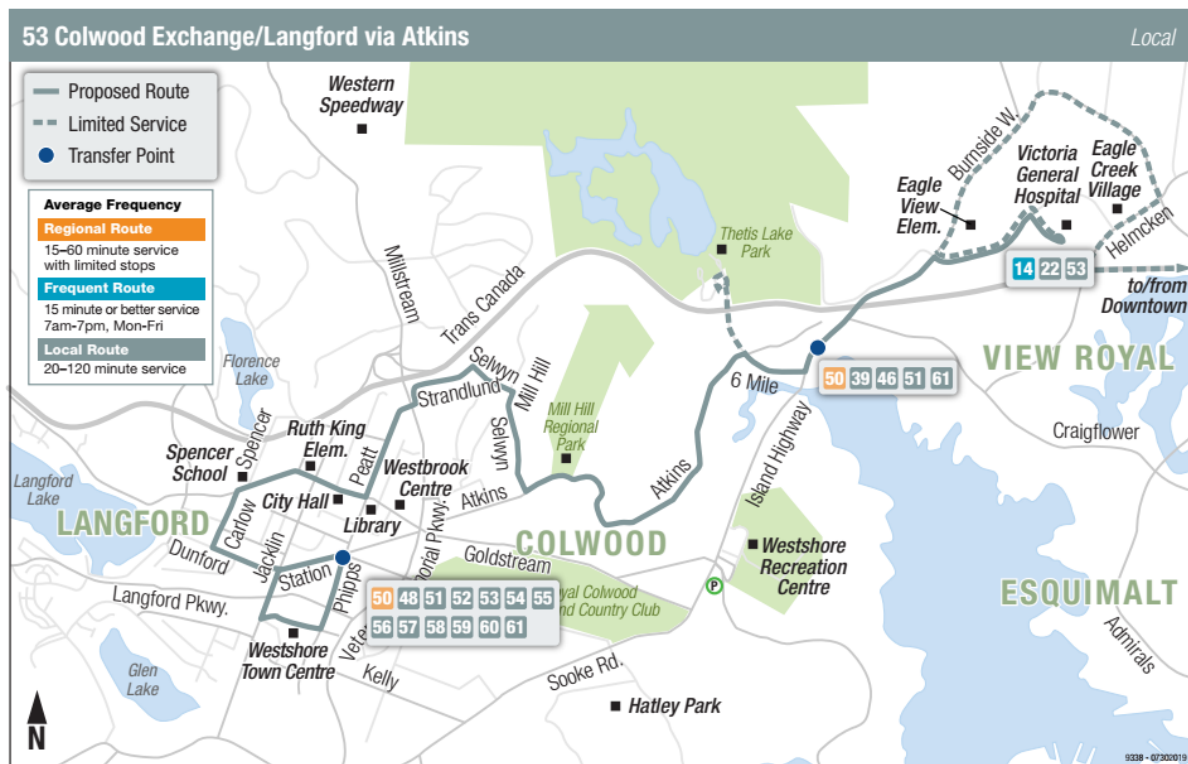 53 Colwood Exchange/Langford via Atkins
Local
Proposed Route
Limited Service
Transfer Point
Average Frequency
Regional Route
15–60 minute service
with limited stops
Frequent Route
15 minute or better service
7am-7pm, Mon-Fri
Local Route
20–120 minute service
Western
Speedway
Burnside W.
Victoria
General
Hospital
Eagle
Creek
Village
Eagle
View
Elem.
Helmcken
Thetis Lake
Park
14 22 53
to/from
Downtown
Millstream
Trans Canada
VIEW ROYAL
50 39 46 51 61
6 Mile
Florence
Lake
Selwyn
Mill Hill
Strandlund
Selwyn
Mill Hill
Regional
Park
Craigflower
Spencer
Ruth King
Elem.
Spencer
School
Peatt
Westbrook
Centre
City Hall
Library
Atkins
Atkins
Island Highway
Langford
Lake
LANGFORD
Carlow
Jacklin
Dunford
Station
Phipps
COLWOOD
Goldstream
Westshore
Recreation
Centre
P
ESQUIMALT
Langford Pkwy.
50 48 51 52 53 54 55
56 57 58 59 60 61
Westshore
Town Centre
Kelly
Sooke Rd.
Glen
Lake
Hatley Park
Admirals
N
9338 - 07302019